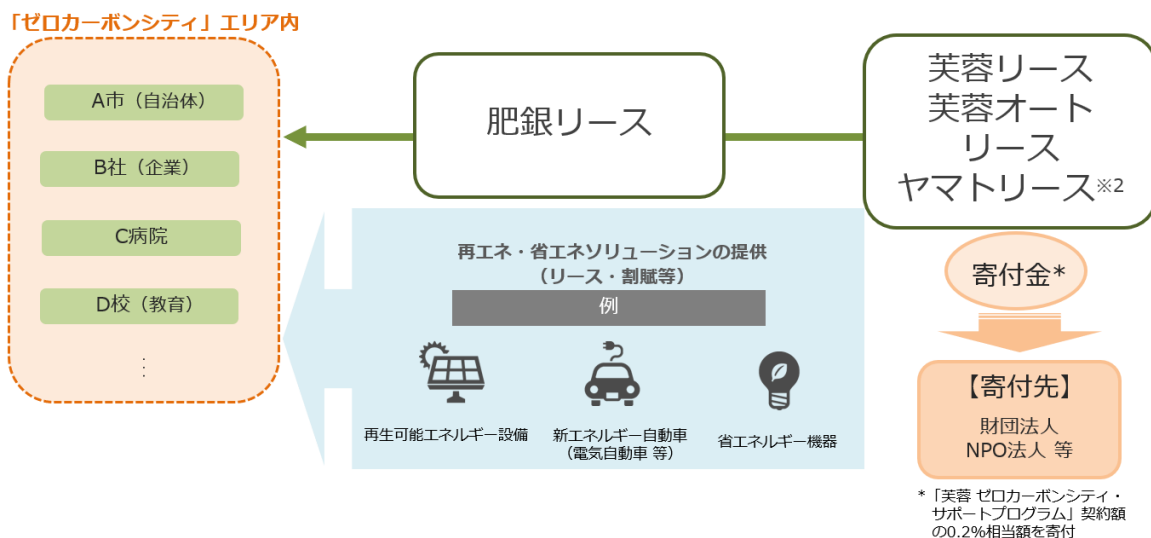 「ゼロカーボンシティ」エリア内
A市（自治体）
B社（企業）
C病院
D校（教育）
⋮
肥銀リース
芙蓉リース
芙蓉オート
リース
ヤマトリース※2
再エネ・省エネソリューションの提供
（リース・割賦等）
例
再生可能エネルギー設備
新エネルギー自動車
（電気自動車 等）
省エネルギー機器
寄付金*
【寄付先】
財団法人
NPO法人 等
*「芙蓉 ゼロカーボンシティ・
サポートプログラム」契約額
の0.2%相当額を寄付